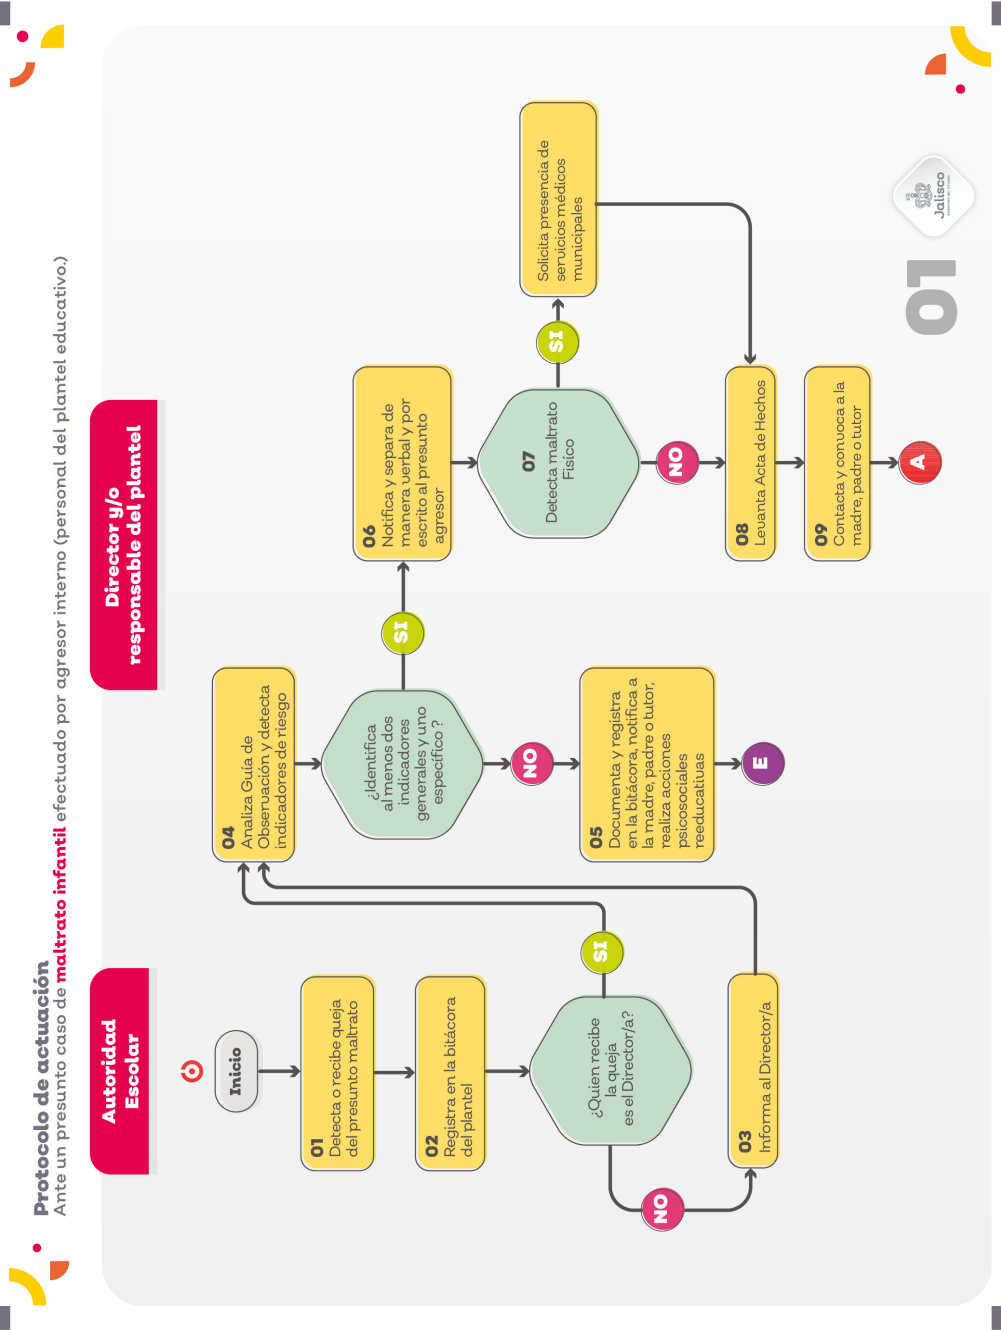 Protocolo de actuación
Ante un presunto caso de maltrato infantil efectuado por agresor interno (personal del plantel educativo.)
Autoridad
Escolar
Inicio
01
Detecta o recibe queja
del presunto maltrato
02
Registra en la bitácora
del plantel
¿Quien recibe
la queja
es el Director/a?
SI
NO
03
Informa al Director/a
Director y/o
responsable del plantel
04
Analiza Guía de
Observación y detecta
indicadores de riesgo
¿Identifica
al menos dos
indicadores
generales y uno
específico ?
SI
NO
05
Documenta y registra
en la bitácora, notifica a
la madre, padre o tutor,
realiza acciones
psicosociales
reeducativas
E
06
Notifica y separa de
manera verbal y por
escrito al presunto
agresor
07
Detecta maltrato
Fisíco
SI
Solicita presencia de
servicios médicos
municipales
NO
08
Levanta Acta de Hechos
09
Contacta y convoca a la
madre, padre o tutor
A
01
Jalisco
GOBIERNO DEL ESTADO